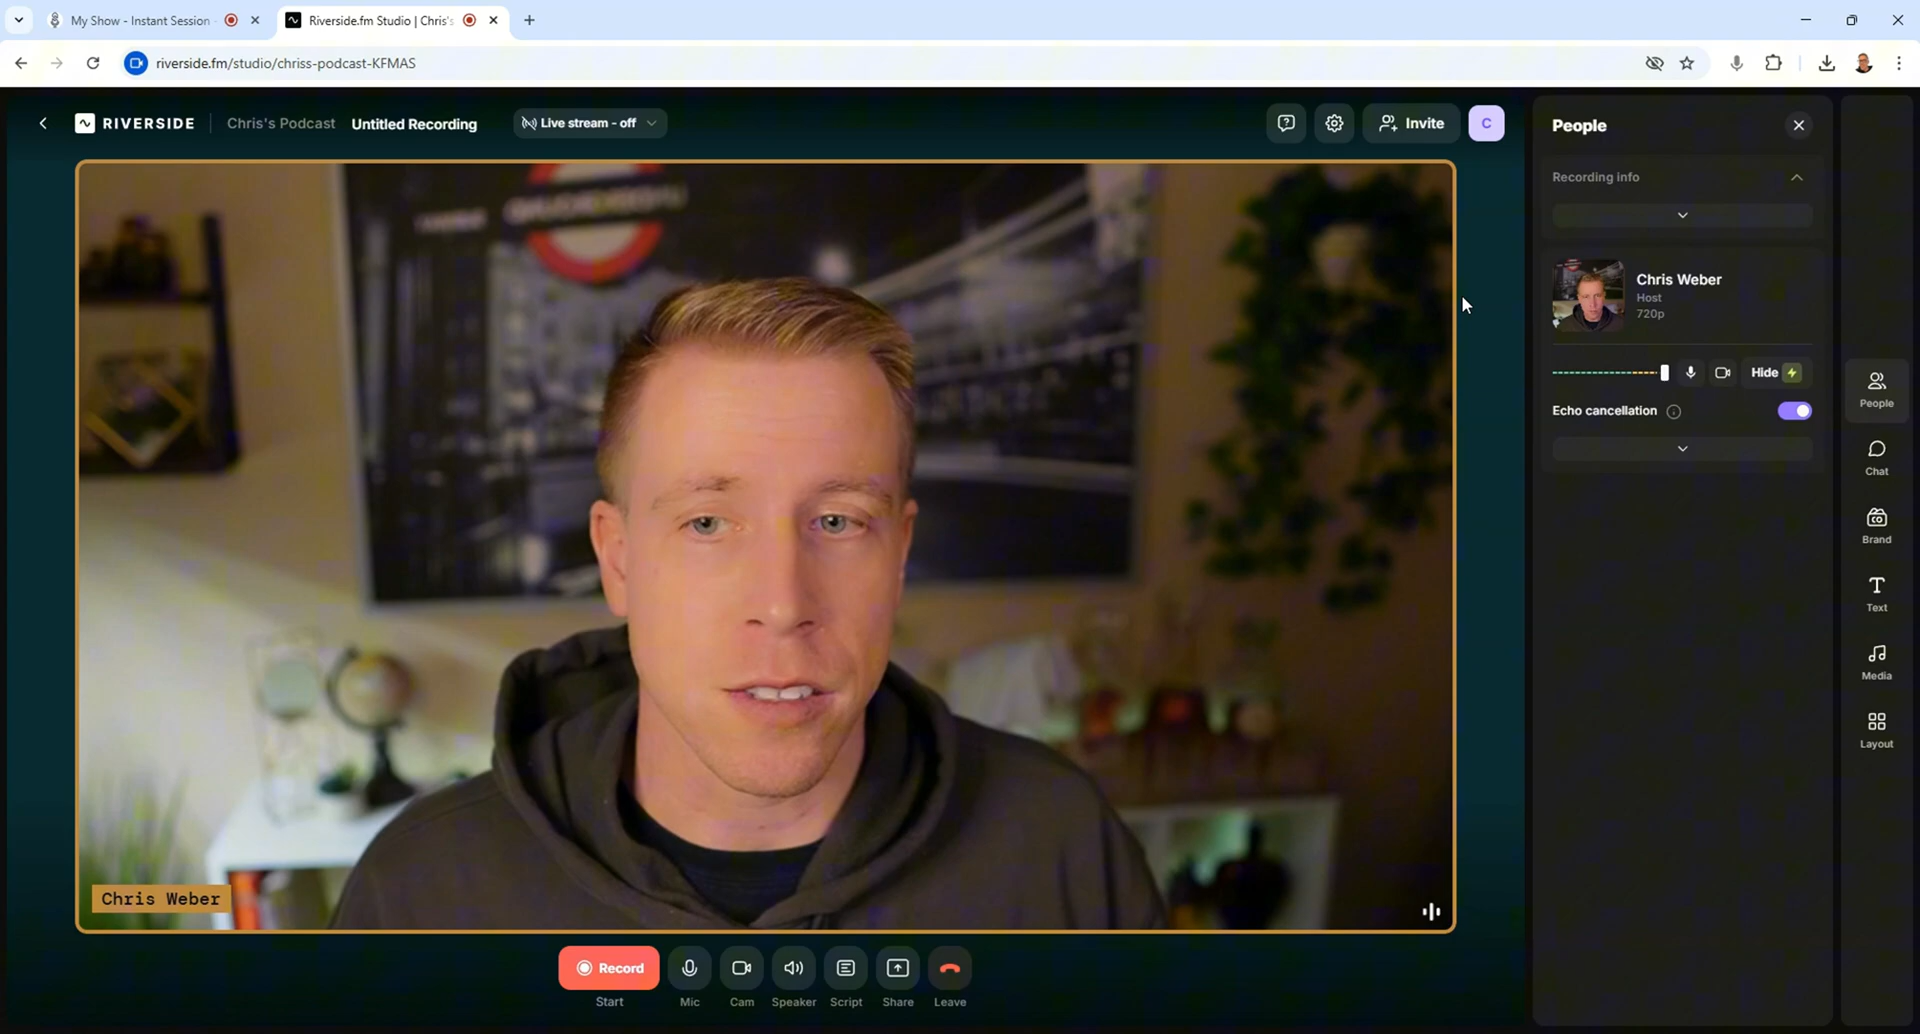 My Show - Instant Session
Riverside.fm Studio | Chris's
riverside.fm/studio/chriss-podcast-KFMAS
RIVERSIDE
Chris's Podcast
Untitled Recording
Live stream - off
Invite
C
People
Recording info
Chris Weber
Host
720p
Hide
Echo cancellation
People
Chat
Brand
Text
Media
Layout
Chris Weber
Record
Start
Mic
Cam
Speaker
Script
Share
Leave